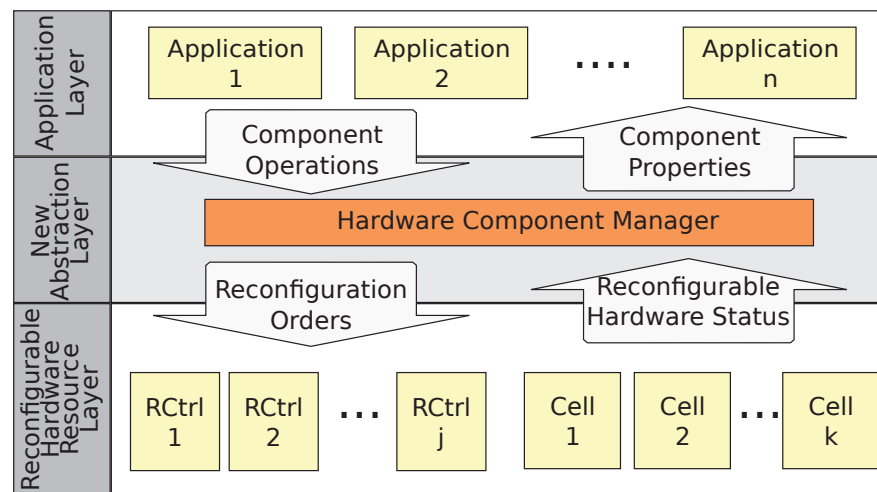 Application
Layer
Application
1
Application
2
....
Application
n
Component
Operations
Component
Properties
New
Abstraction
Layer
Hardware Component Manager
Reconfiguration
Orders
Reconfigurable
Hardware Status
Reconfigurable
Hardware
Resource
Layer
RCtrl
1
RCtrl
2
...
RCtrl
j
Cell
1
Cell
2
...
Cell
k